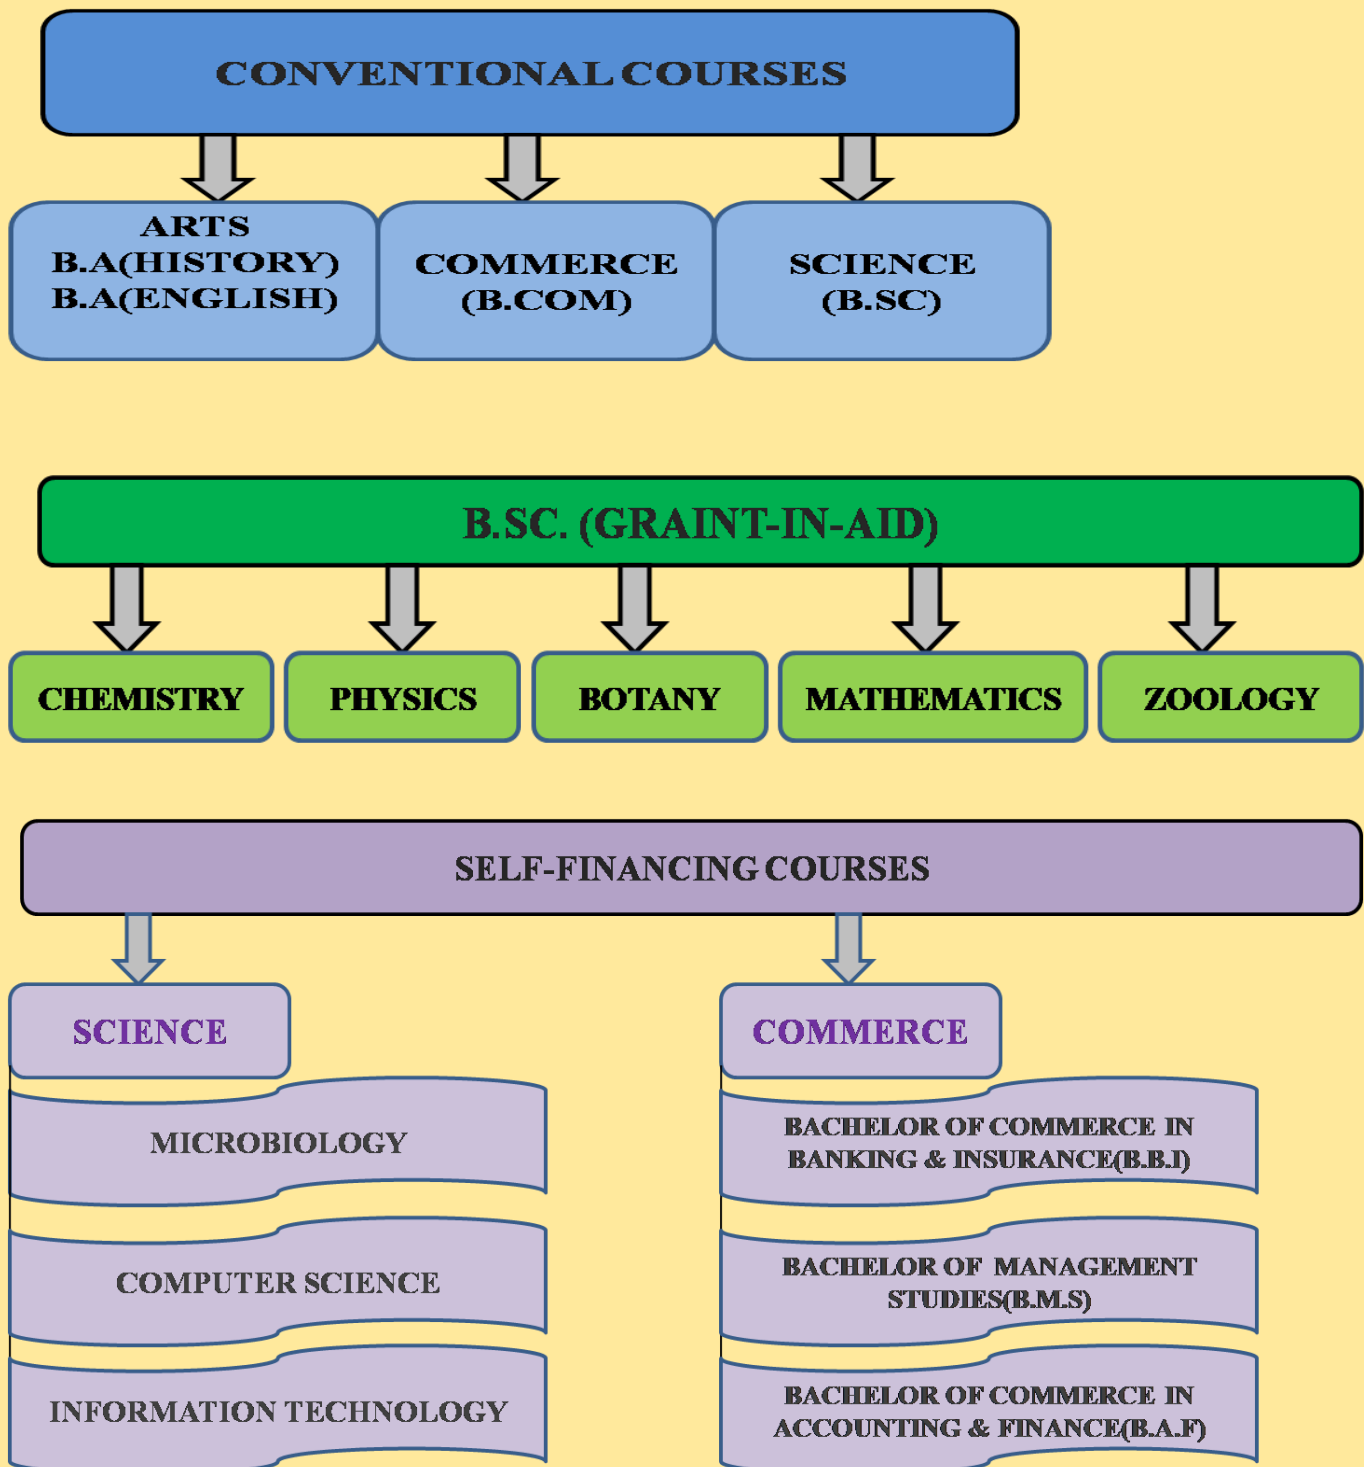 CONVENTIONAL COURSES
ARTS
B.A(HISTORY)
B.A(ENGLISH)
COMMERCE
(B.COM)
SCIENCE
(B.SC)
B.SC. (GRAINT-IN-AID)
CHEMISTRY
PHYSICS
BOTANY
MATHEMATICS
ZOOLOGY
SELF-FINANCING COURSES
SCIENCE
MICROBIOLOGY
COMPUTER SCIENCE
INFORMATION TECHNOLOGY
COMMERCE
BACHELOR OF COMMERCE IN
BANKING & INSURANCE(B.B.I)
BACHELOR OF MANAGEMENT
STUDIES(B.M.S)
BACHELOR OF COMMERCE IN
ACCOUNTING & FINANCE(B.A.F)